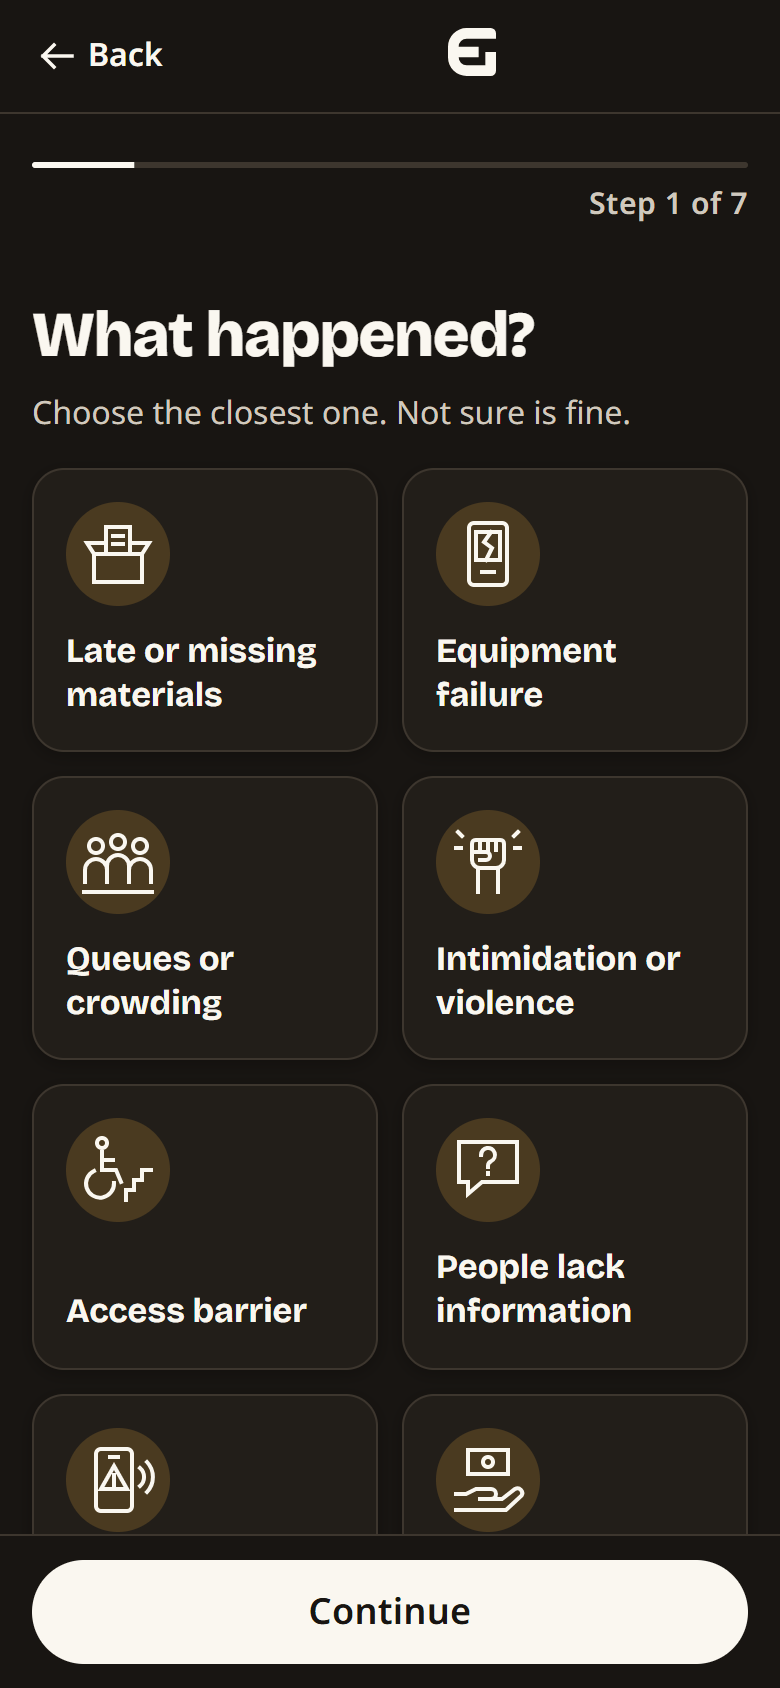 Back
Step 1 of 7
What happened?
Choose the closest one. Not sure is fine.
Late or missing
materials
Equipment
failure
Queues or
crowding
Intimidation or
violence
Access barrier
People lack
information
Continue